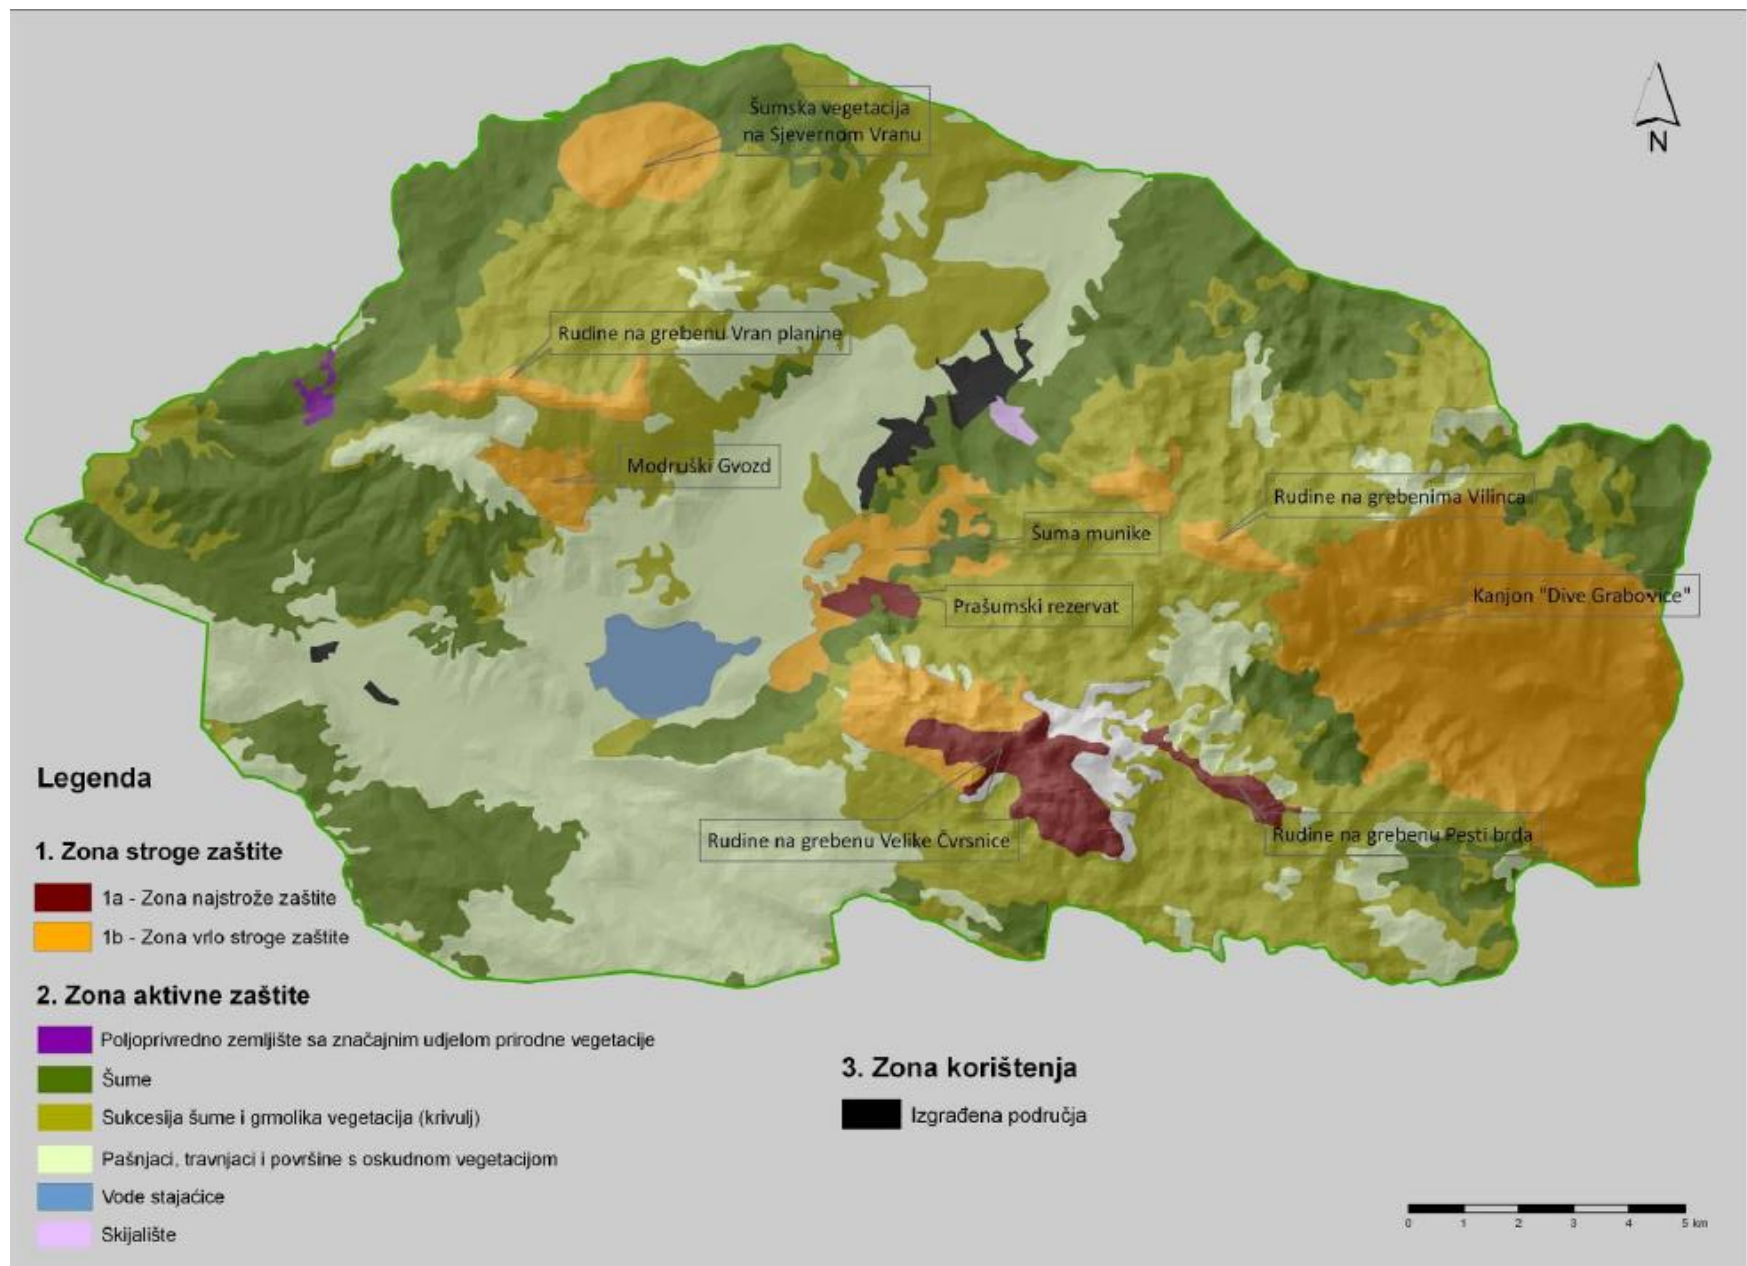 Šumska vegetacija
na Sjevernom Vranu
N
Rudine na grebenu Vran planine
Modruški Gvozd
Rudine na grebenima Vilinca
Šuma munike
Kanjon "Dive Grabovice"
Prašumski rezervat
Rudine na grebenu Velike Čvrsnice
Rudine na grebenu Pesti brda
Legenda
1. Zona stroge zaštite
1a - Zona najstrože zaštite
1b - Zona vrlo stroge zaštite
2. Zona aktivne zaštite
Poljoprivredno zemljište sa značajnim udjelom prirodne vegetacije
Šume
Sukcesija šume i grmolika vegetacija (krivulj)
Pašnjaci, travnjaci i površine s oskudnom vegetacijom
Vode stajaćice
Skijalište
3. Zona korištenja
Izgrađena područja
0 1 2 3 4 5 km